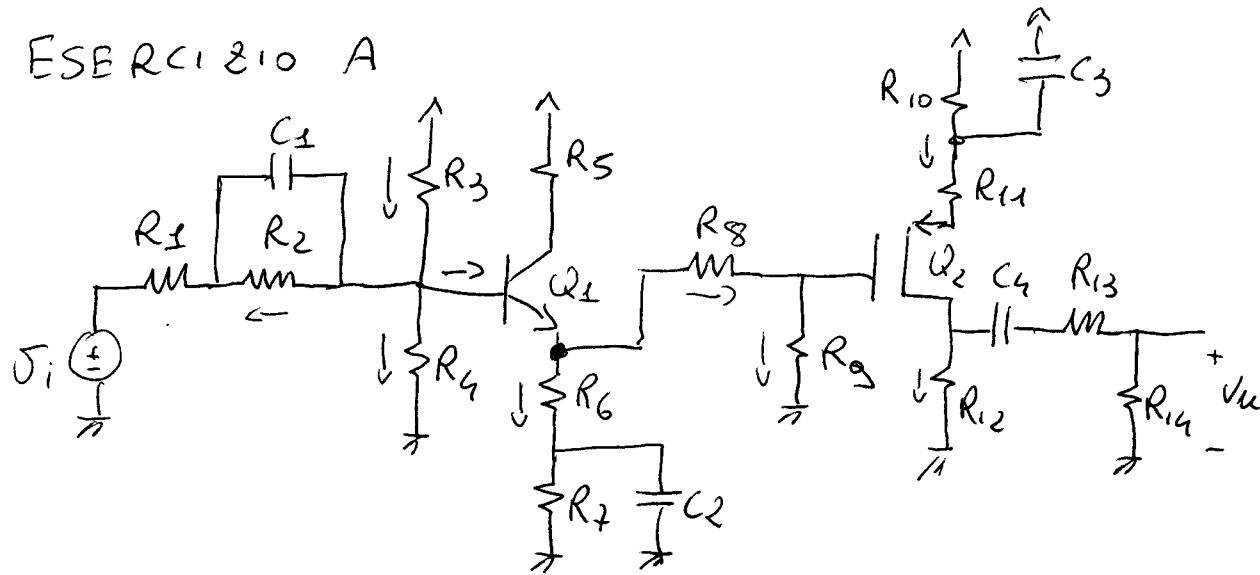 ESERCIZIO A
C1
R1
R2
R3
R4
R5
Q1
R6
R7
C2
R8
R9
R10
C3
R11
Q2
C4
R13
R12
R14
vi
+
-
+
vu
-